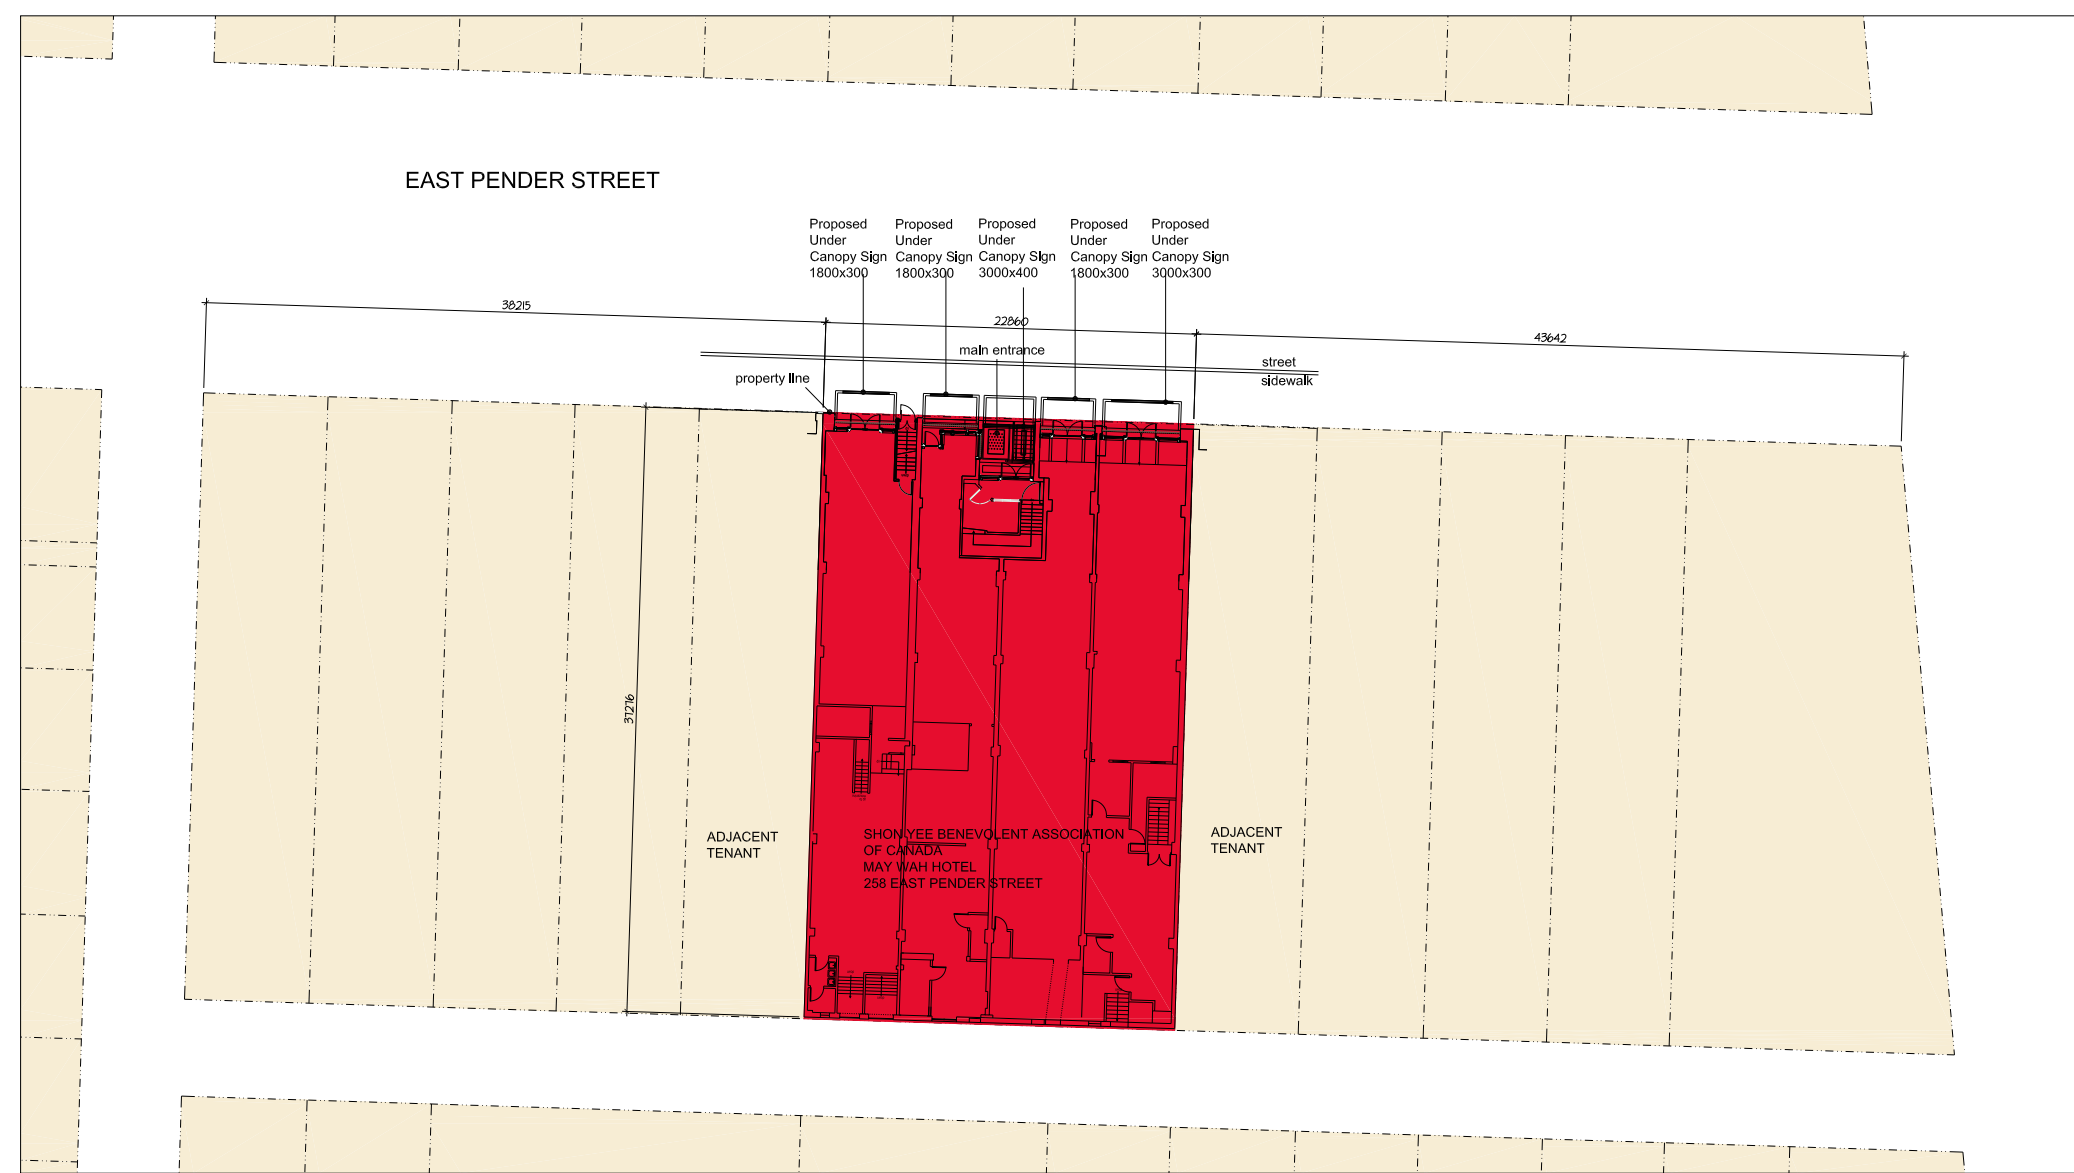 EAST PENDER STREET
Proposed
Under
Canopy Sign
1800x300
Proposed
Under
Canopy Sign
1800x300
Proposed
Under
Canopy Sign
3000x400
Proposed
Under
Canopy Sign
1800x300
Proposed
Under
Canopy Sign
3000x300
38215
22860
43642
main entrance
street
sidewalk
property line
37276
ADJACENT
TENANT
SHON YEE BENEVOLENT ASSOCIATION
OF CANADA
MAY WAH HOTEL
258 EAST PENDER STREET
ADJACENT
TENANT